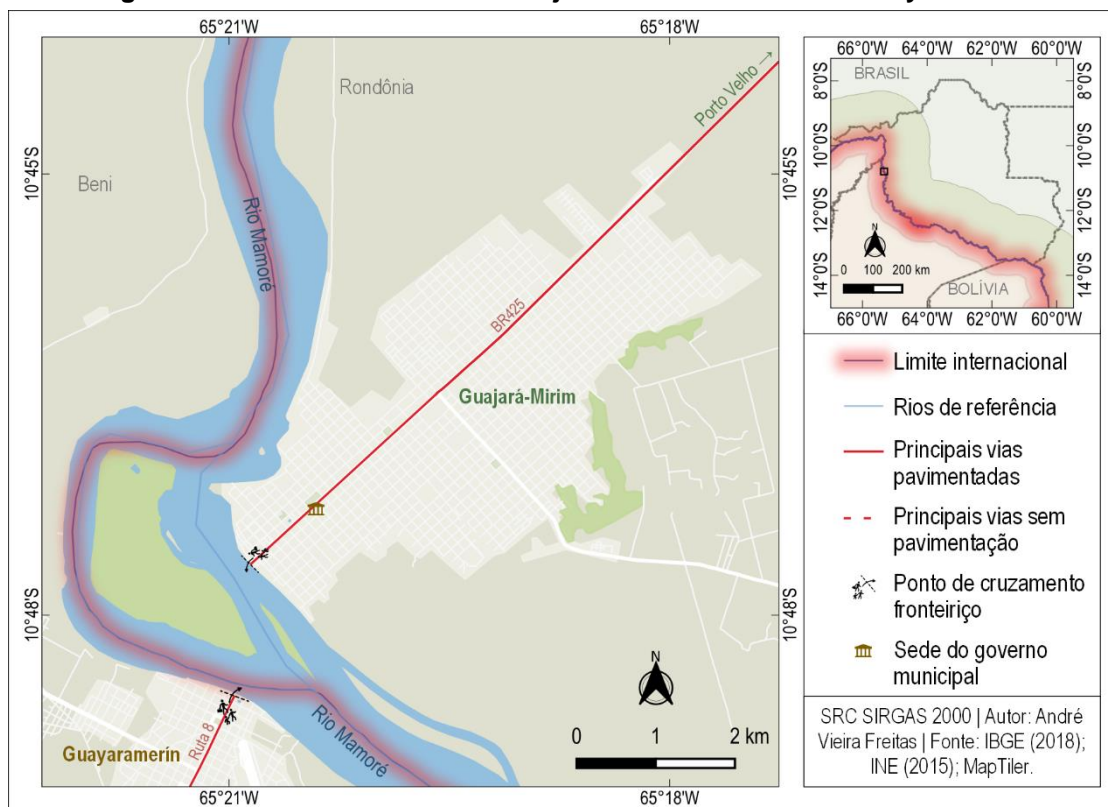 65°21'W
65°18'W
Rondônia
Porto Velho →
10°45'S
10°45'S
Beni
Rio Mamoré
BR425
Guajará-Mirim
10°48'S
10°48'S
N
Ruta 8
Rio Mamoré
Guayaramerín
0 1 2 km
65°21'W
65°18'W
66°0'W 64°0'W 62°0'W 60°0'W
BRASIL
8°0'S
8°0'S
10°0'S
10°0'S
12°0'S
12°0'S
N
0 100 200 km
14°0'S
14°0'S
BOLÍVIA
66°0'W 64°0'W 62°0'W 60°0'W
Limite internacional
Rios de referência
Principais vias
pavimentadas
Principais vias sem
pavimentação
Ponto de cruzamento
fronteiriço
Sede do governo
municipal
SRC SIRGAS 2000 | Autor: André
Vieira Freitas | Fonte: IBGE (2018);
INE (2015); MapTiler.